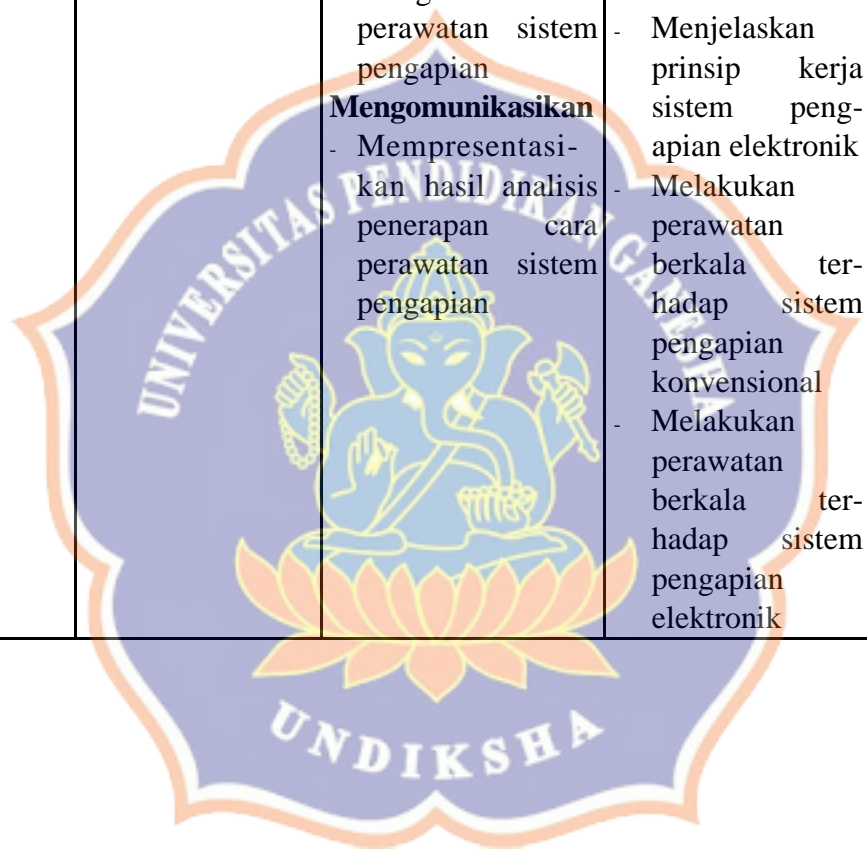 perawatan sistem
pengapian
Mengomunikasikan
- Mempresentasi-
kan hasil analisis
penerapan cara
perawatan sistem
pengapian
- Menjelaskan
prinsip kerja
sistem peng-
apian elektronik
- Melakukan
perawatan
berkala ter-
hadap sistem
pengapian
konvensional
- Melakukan
perawatan
berkala ter-
hadap sistem
pengapian
elektronik
UNIVERSITAS PENDIDIKAN GANESHA
UNDIKSHA